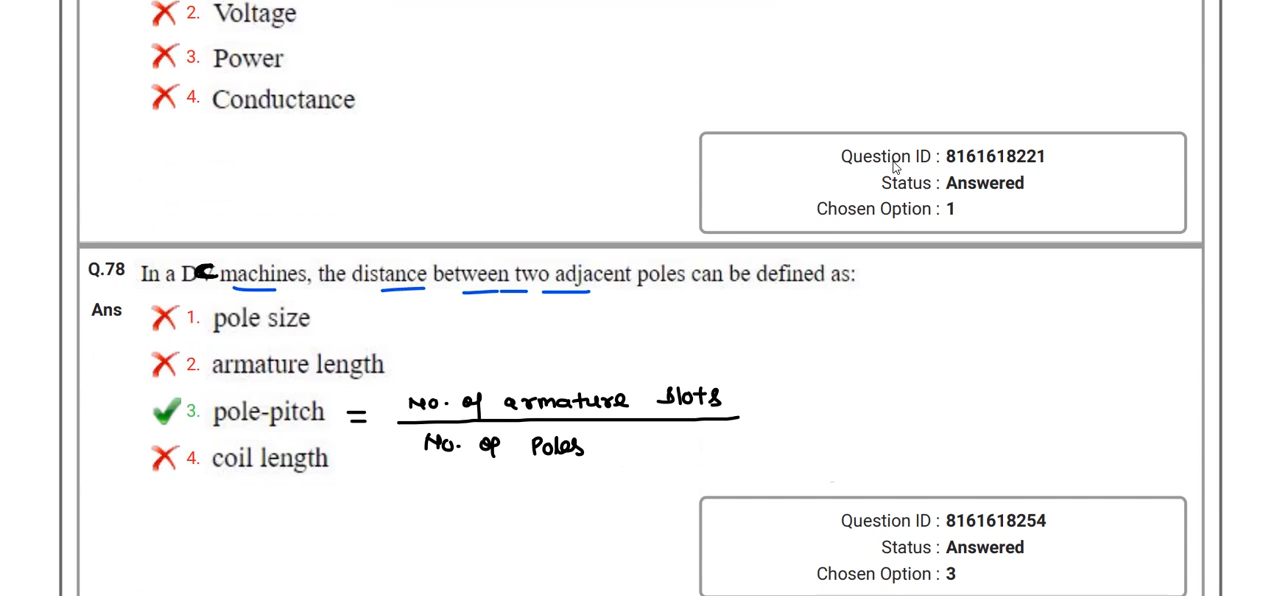 2. Voltage
3. Power
4. Conductance
Question ID : 8161618221
Status : Answered
Chosen Option : 1
Q.78 In a DC machines, the distance between two adjacent poles can be defined as:
Ans
1. pole size
2. armature length
3. pole-pitch = No. of armature slots
No. of Poles
4. coil length
Question ID : 8161618254
Status : Answered
Chosen Option : 3